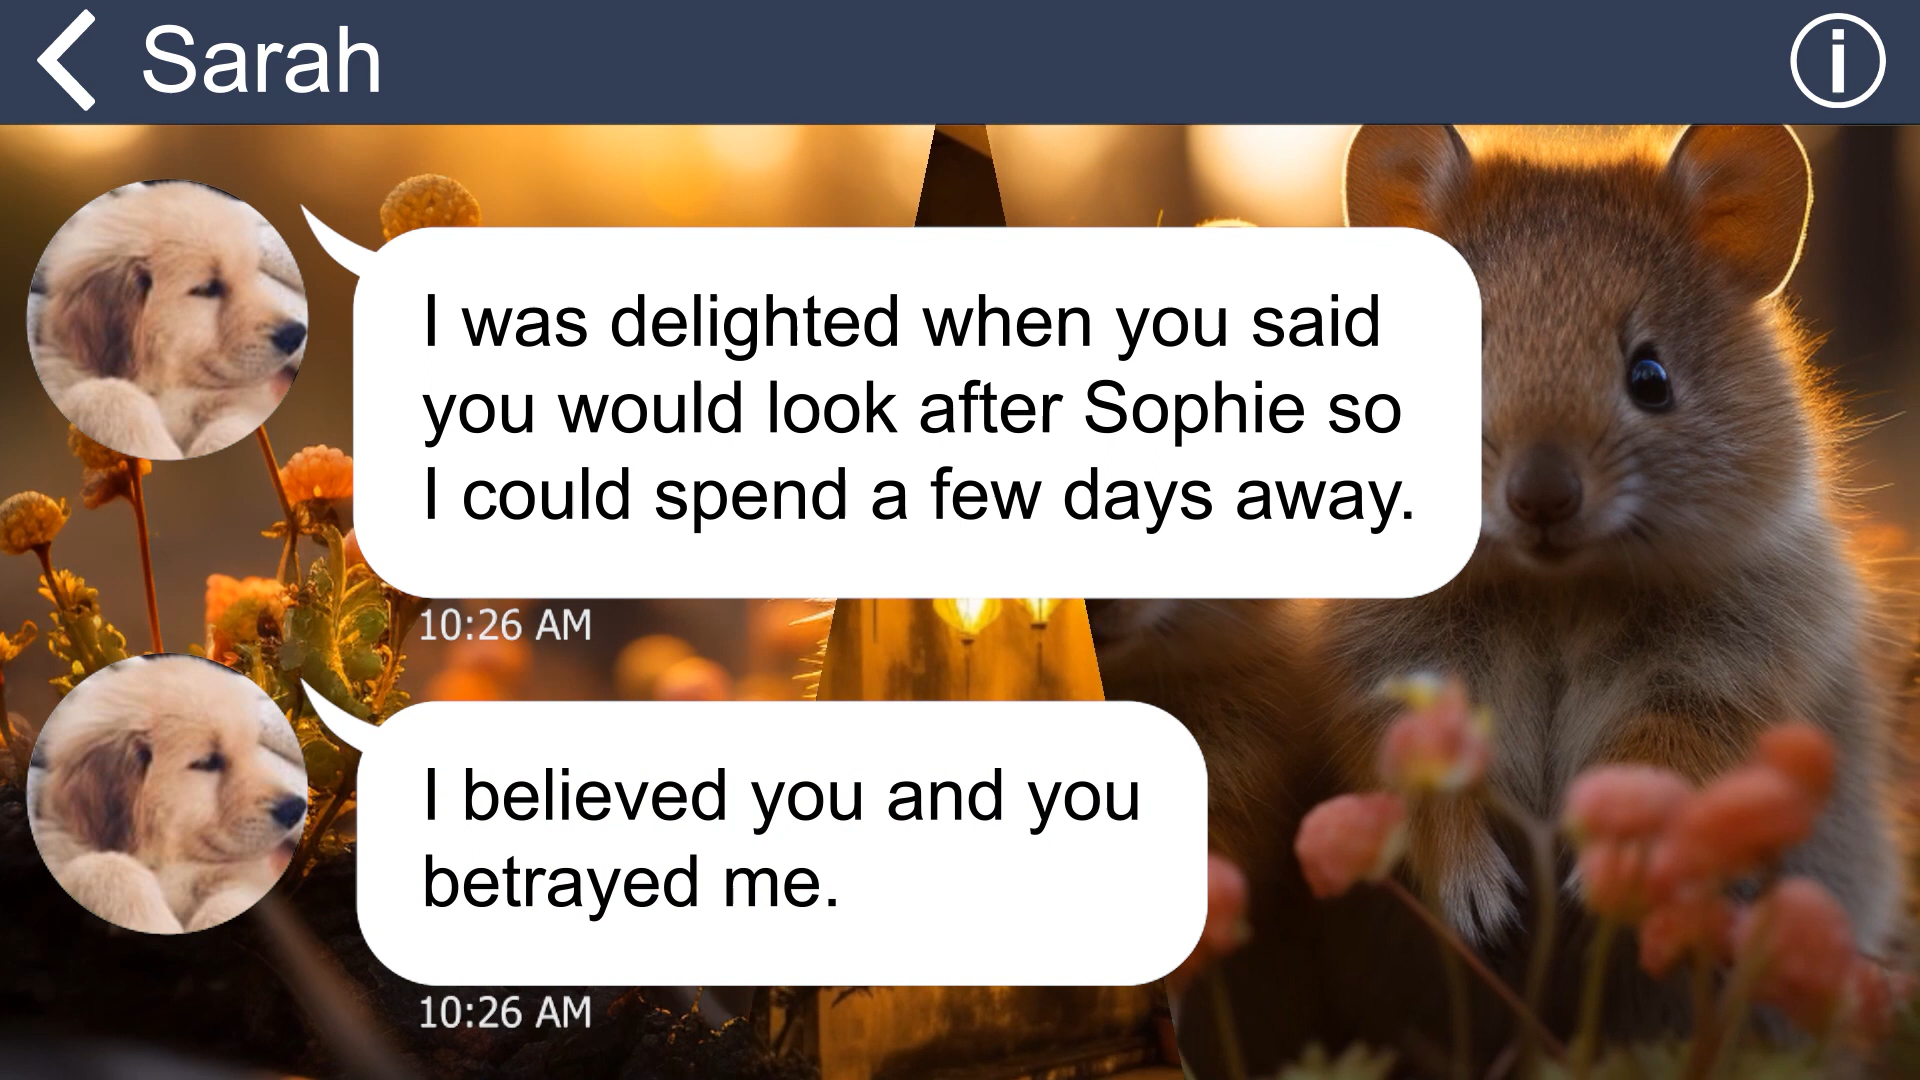 Sarah
I was delighted when you said
you would look after Sophie so
I could spend a few days away.
10:26 AM
I believed you and you
betrayed me.
10:26 AM